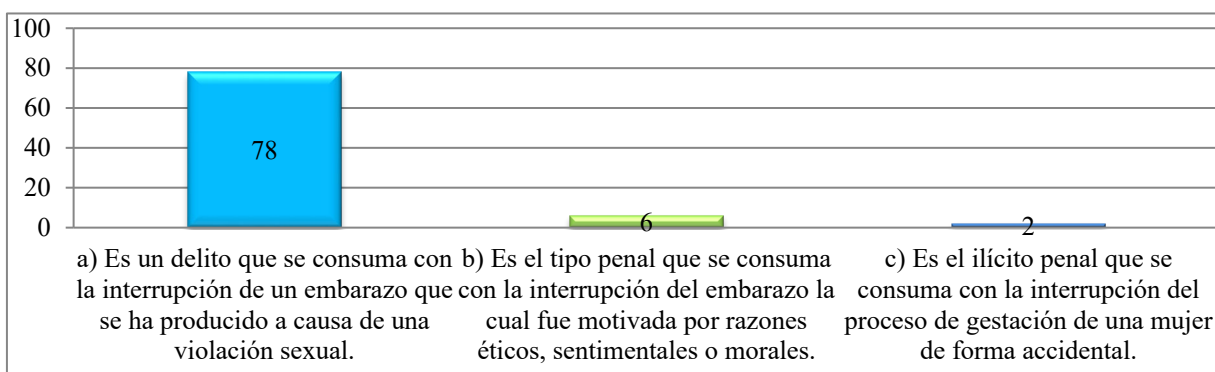 100
80
60
40
20
0
78
6
2
a) Es un delito que se consuma con
la interrupción de un embarazo que
se ha producido a causa de una
violación sexual.
b) Es el tipo penal que se consuma
con la interrupción del embarazo la
cual fue motivada por razones
éticos, sentimentales o morales.
c) Es el ilícito penal que se
consuma con la interrupción del
proceso de gestación de una mujer
de forma accidental.